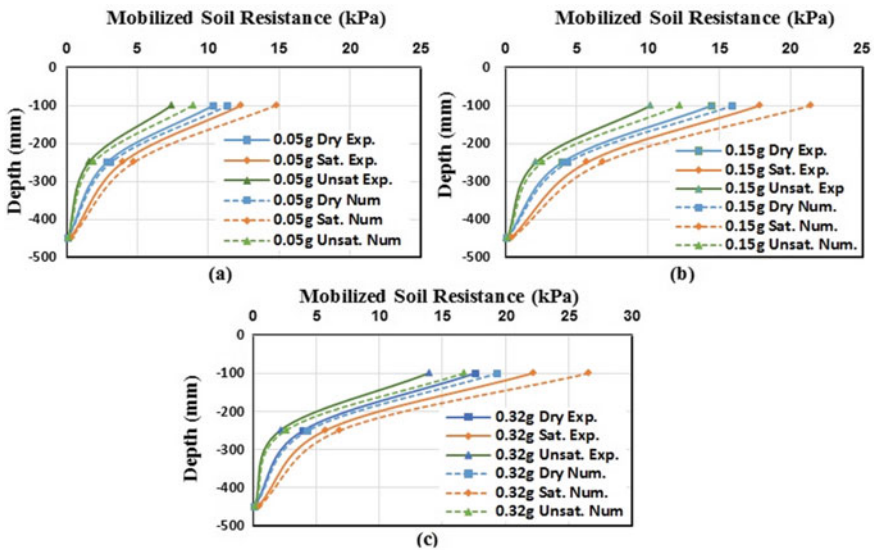 Mobilized Soil Resistance (kPa)
0 5 10 15 20 25
Depth (mm)
0
-100
-200
-300
-400
-500
0.05g Dry Exp.
0.05g Sat. Exp.
0.05g Unsat Exp.
0.05g Dry Num
0.05g Sat. Num
0.05g Unsat. Num
(a)
Mobilized Soil Resistance (kPa)
0 5 10 15 20 25
Depth (mm)
0
-100
-200
-300
-400
-500
0.15g Dry Exp.
0.15g Sat. Exp.
0.15g Unsat. Exp
0.15g Dry Num.
0.15g Sat. Num.
0.15g Unsat. Num.
(b)
Mobilized Soil Resistance (kPa)
0 5 10 15 20 25 30
Depth (mm)
0
-100
-200
-300
-400
-500
0.32g Dry Exp.
0.32g Sat. Exp.
0.32g Unsat. Exp.
0.32g Dry Num.
0.32g Sat. Num.
0.32g Unsat. Num
(c)